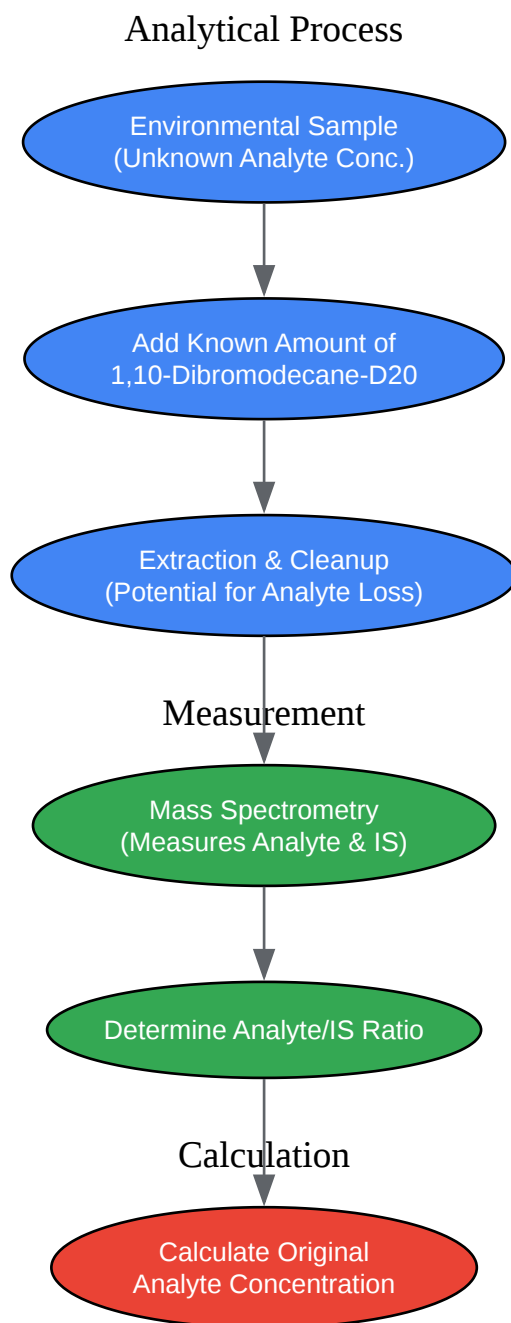 Analytical Process
Environmental Sample
(Unknown Analyte Conc.)
Add Known Amount of
1,10-Dibromodecane-D20
Extraction & Cleanup
(Potential for Analyte Loss)
Measurement
Mass Spectrometry
(Measures Analyte & IS)
Determine Analyte/IS Ratio
Calculation
Calculate Original
Analyte Concentration